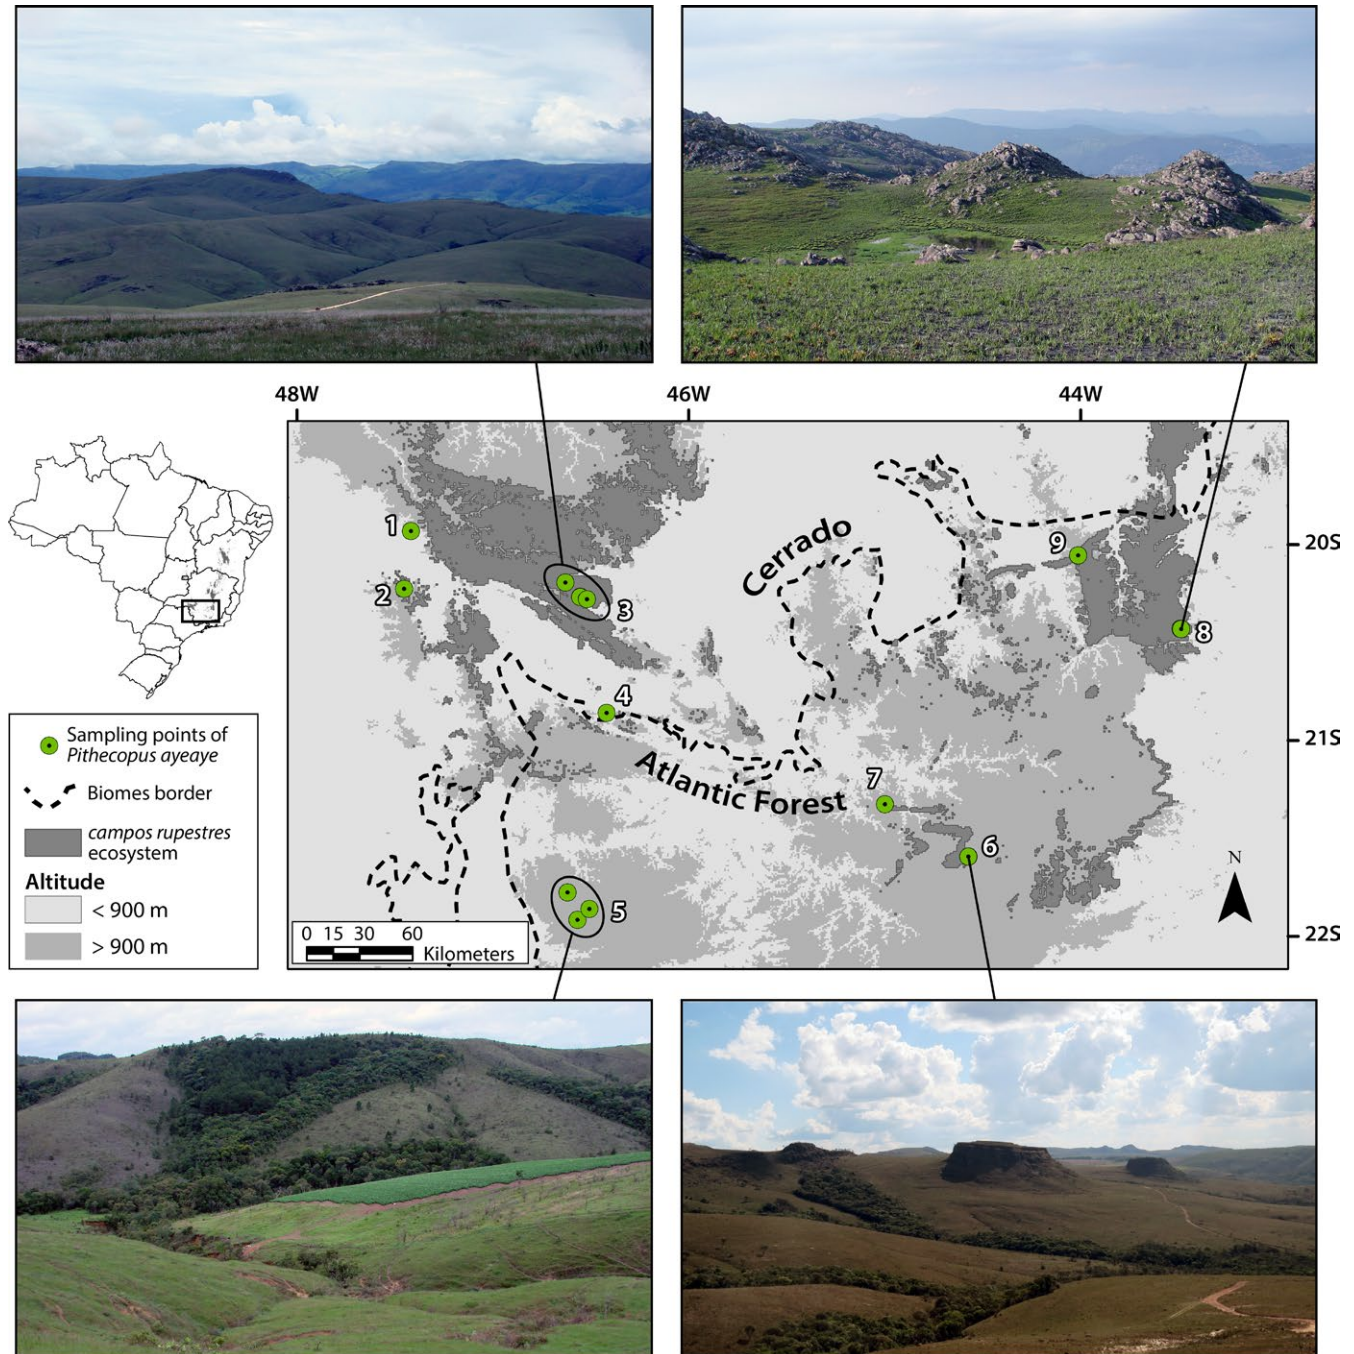 48W
46W
44W
1
2
3
4
5
6
7
8
9
Cerrado
Atlantic Forest
20S
21S
22S
N
0 15 30 60
Kilometers
Sampling points of
Pithecopus ayeaye
Biomes border
campos rupestres
ecosystem
Altitude
< 900 m
> 900 m